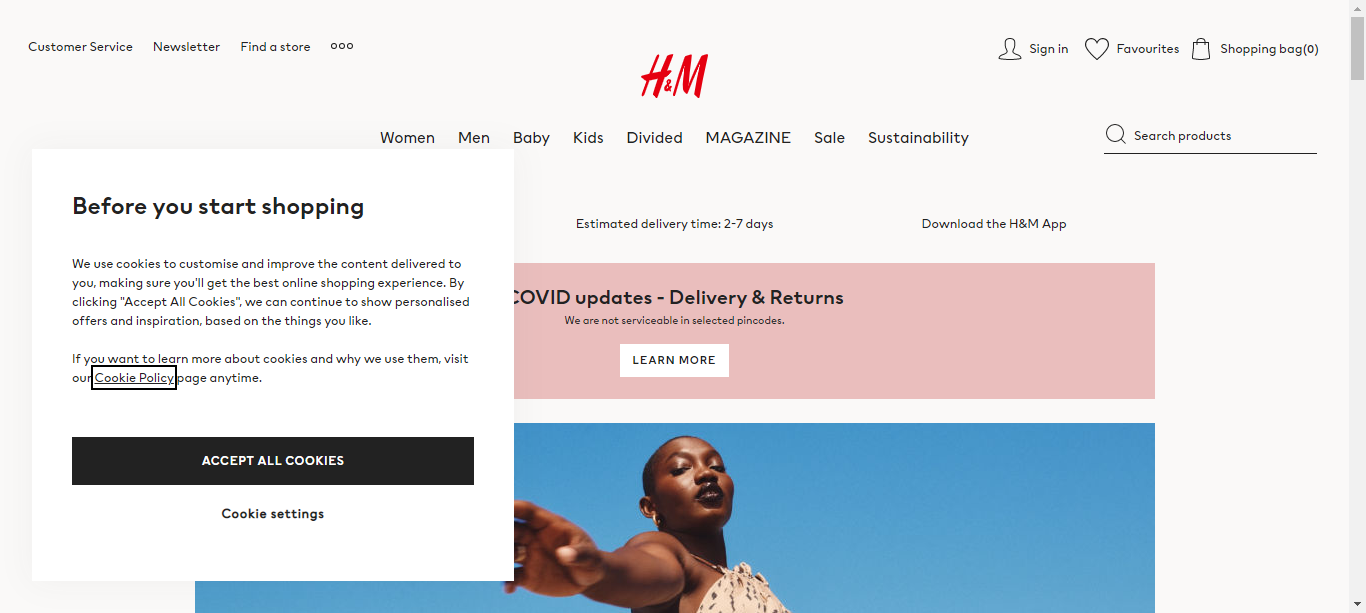 Customer Service
Newsletter
Find a store
Sign in
Favourites
Shopping bag(0)
H&M
Women
Men
Baby
Kids
Divided
MAGAZINE
Sale
Sustainability
Search products
Estimated delivery time: 2-7 days
Download the H&M App
COVID updates - Delivery & Returns
We are not serviceable in selected pincodes.
LEARN MORE
Before you start shopping
We use cookies to customise and improve the content delivered to
you, making sure you'll get the best online shopping experience. By
clicking "Accept All Cookies", we can continue to show personalised
offers and inspiration, based on the things you like.
If you want to learn more about cookies and why we use them, visit
our Cookie Policy page anytime.
ACCEPT ALL COOKIES
Cookie settings